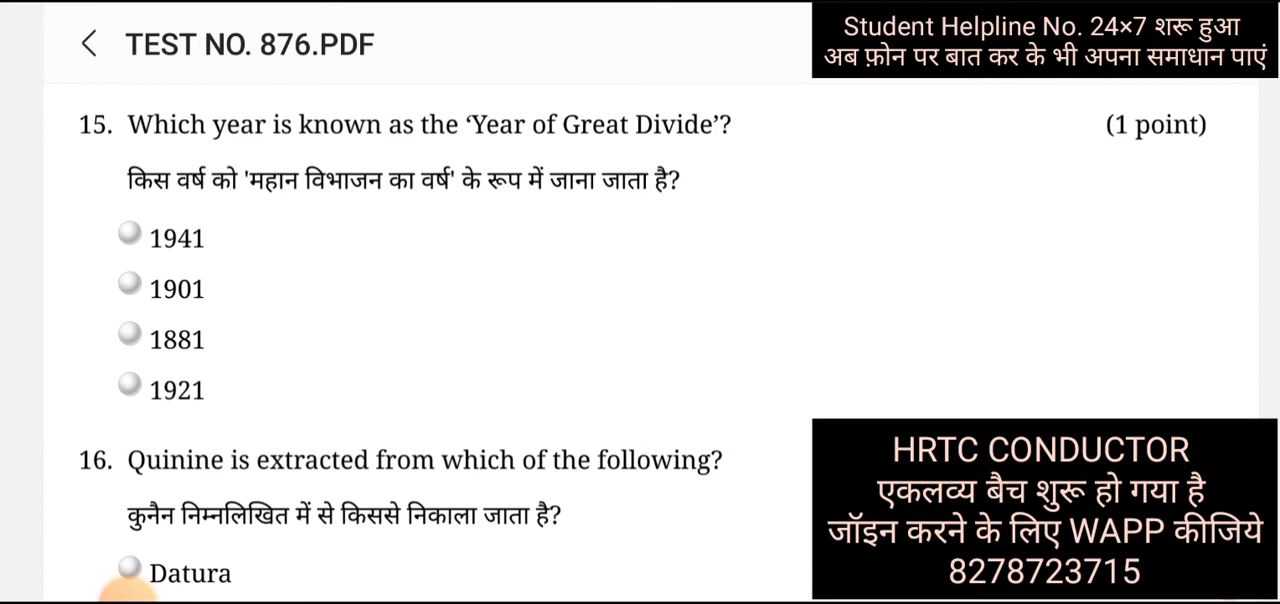 TEST NO. 876.PDF
Student Helpline No. 24×7 शरू हुआ
अब फ़ोन पर बात कर के भी अपना समाधान पाएं
15. Which year is known as the ‘Year of Great Divide’? (1 point)
किस वर्ष को 'महान विभाजन का वर्ष' के रूप में जाना जाता है?
1941
1901
1881
1921
16. Quinine is extracted from which of the following?
कुनैन निम्नलिखित में से किससे निकाला जाता है?
Datura
HRTC CONDUCTOR
एकलव्य बैच शुरू हो गया है
जॉइन करने के लिए WAPP कीजिये
8278723715